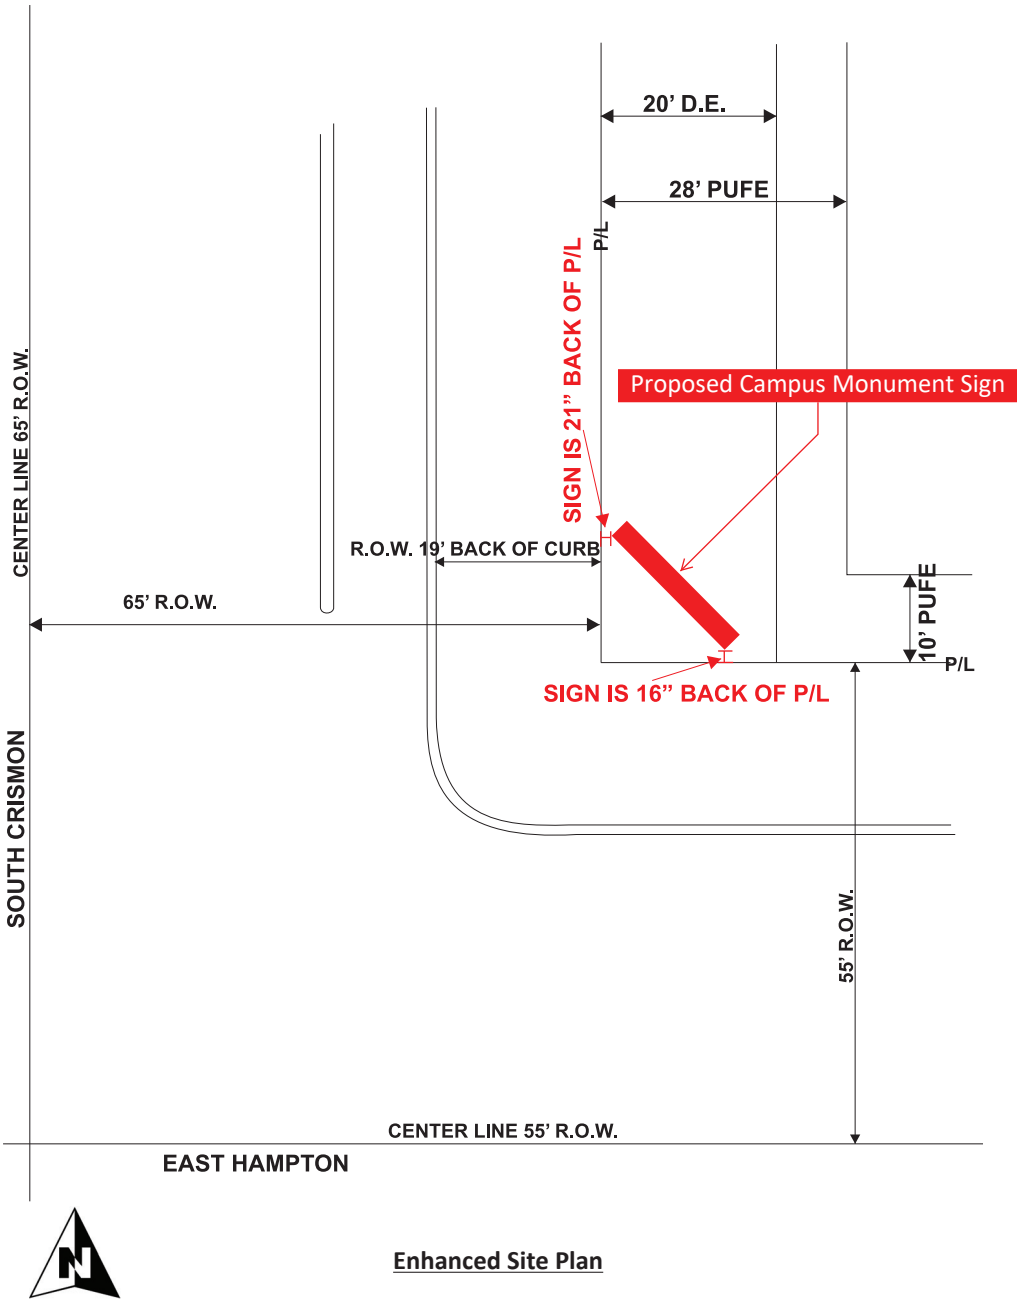 20’ D.E.
28’ PUFE
P/L
SIGN IS 21” BACK OF P/L
Proposed Campus Monument Sign
CENTER LINE 65’ R.O.W.
R.O.W. 19’ BACK OF CURB
65’ R.O.W.
10’ PUFE
P/L
SIGN IS 16” BACK OF P/L
SOUTH CRISMON
55’ R.O.W.
CENTER LINE 55’ R.O.W.
EAST HAMPTON
N
Enhanced Site Plan